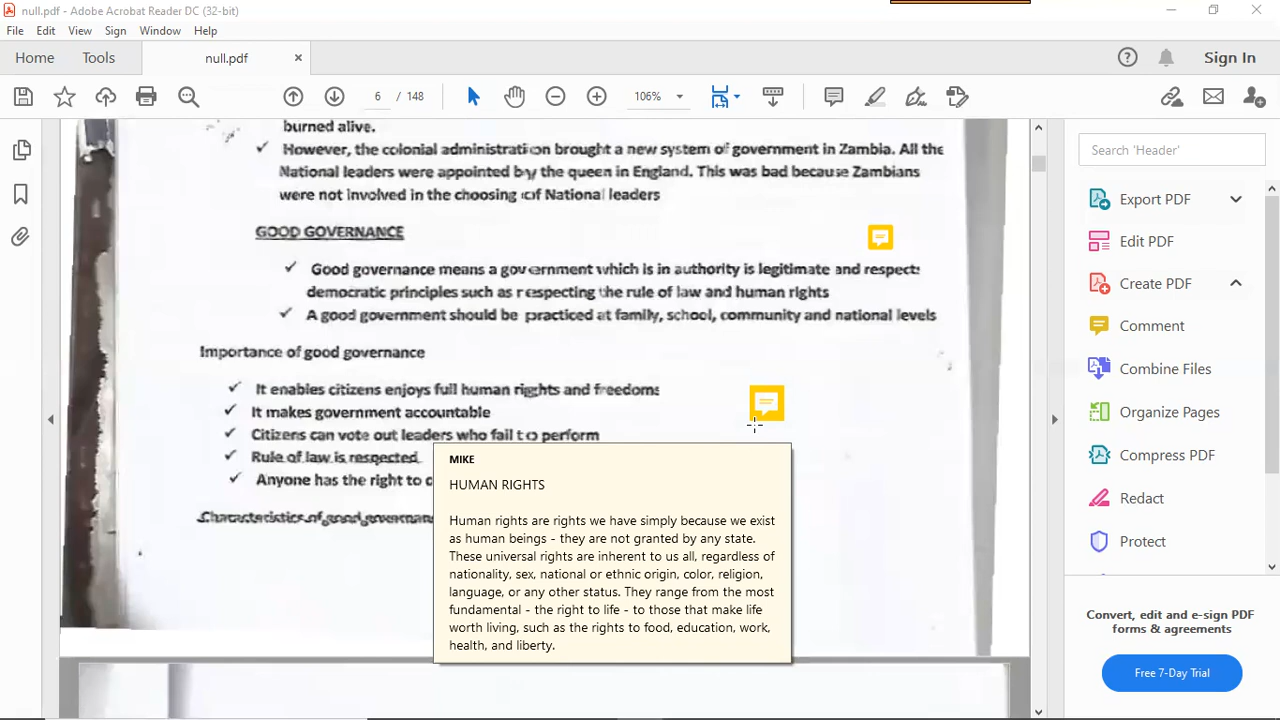 null.pdf - Adobe Acrobat Reader DC (32-bit)
File Edit View Sign Window Help
Home Tools null.pdf × Sign In
6 / 148 106%
burned alive.
✓ However, the colonial administration brought a new system of government in Zambia. All the
National leaders were appointed by the queen in England. This was bad because Zambians
were not involved in the choosing of National leaders
GOOD GOVERNANCE
✓ Good governance means a government which is in authority is legitimate and respects
democratic principles such as respecting the rule of law and human rights
✓ A good government should be practiced at family, school, community and national levels
Importance of good governance
✓ It enables citizens enjoys full human rights and freedoms
✓ It makes government accountable
✓ Citizens can vote out leaders who fail to perform
✓ Rule of law is respected
✓ Anyone has the right to
Characteristics of good governanc
MIKE
HUMAN RIGHTS
Human rights are rights we have simply because we exist
as human beings - they are not granted by any state.
These universal rights are inherent to us all, regardless of
nationality, sex, national or ethnic origin, color, religion,
language, or any other status. They range from the most
fundamental - the right to life - to those that make life
worth living, such as the rights to food, education, work,
health, and liberty.
Search 'Header'
Export PDF
Edit PDF
Create PDF
Comment
Combine Files
Organize Pages
Compress PDF
Redact
Protect
Convert, edit and e-sign PDF
forms & agreements
Free 7-Day Trial